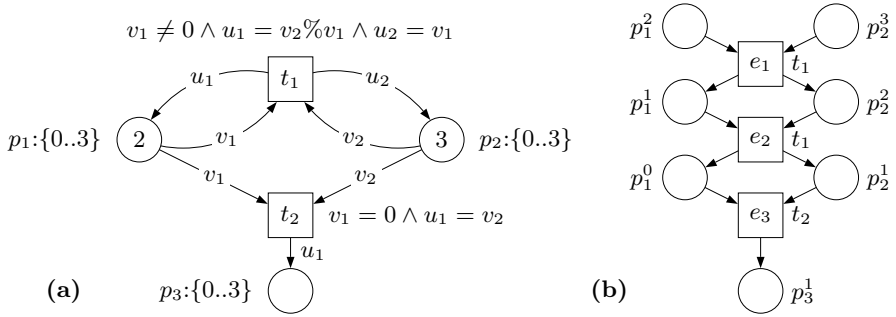 v₁ ≠ 0 ∧ u₁ = v₂%v₁ ∧ u₂ = v₁
u₁ t₁ u₂
p₁:{0..3} 2 v₁ v₂ 3 p₂:{0..3}
v₁ v₂
t₂ v₁ = 0 ∧ u₁ = v₂
u₁
(a) p₃:{0..3}
p₁² p₂³
e₁ t₁
p₁¹ p₂²
e₂ t₁
p₁⁰ p₂¹
e₃ t₂
(b) p₃¹